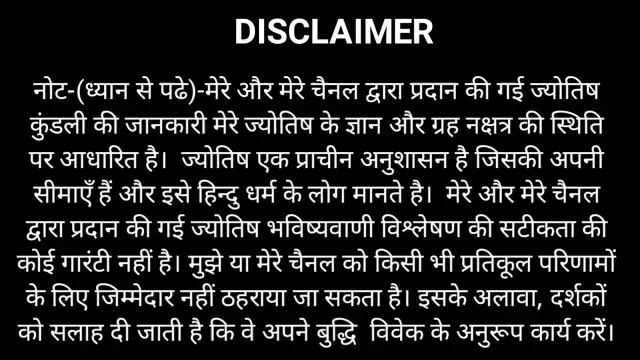 DISCLAIMER
नोट-(ध्यान से पढे)-मेरे और मेरे चैनल द्वारा प्रदान की गई ज्योतिष
कुंडली की जानकारी मेरे ज्योतिष के ज्ञान और ग्रह नक्षत्र की स्थिति
पर आधारित है।  ज्योतिष एक प्राचीन अनुशासन है जिसकी अपनी
सीमाएँ हैं और इसे हिन्दु धर्म के लोग मानते है।  मेरे और मेरे चैनल
द्वारा प्रदान की गई ज्योतिष भविष्यवाणी विश्लेषण की सटीकता की
कोई गारंटी नहीं है। मुझे या मेरे चैनल को किसी भी प्रतिकूल परिणामों
के लिए जिम्मेदार नहीं ठहराया जा सकता है। इसके अलावा, दर्शकों
को सलाह दी जाती है कि वे अपने बुद्धि  विवेक के अनुरूप कार्य करें।